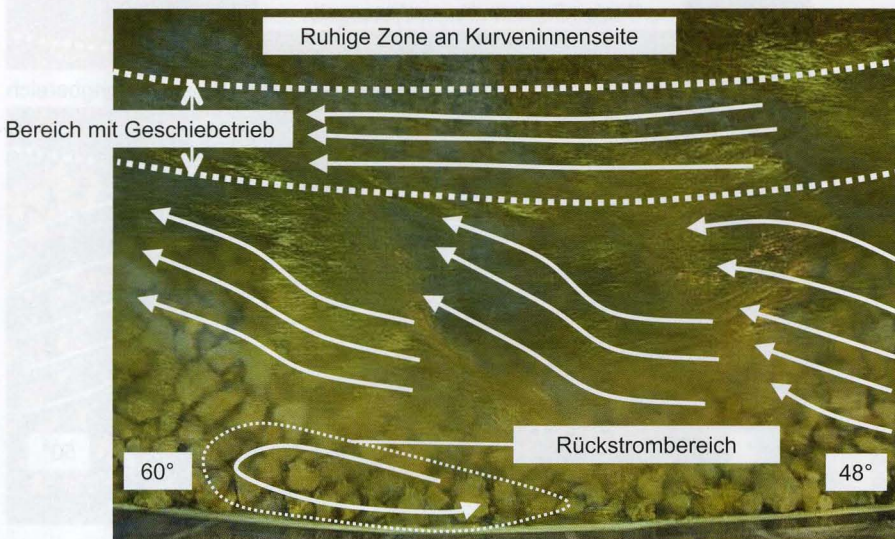 Ruhige Zone an Kurveninnenseite
Bereich mit Geschiebetrieb
Rückstrombereich
60°
48°